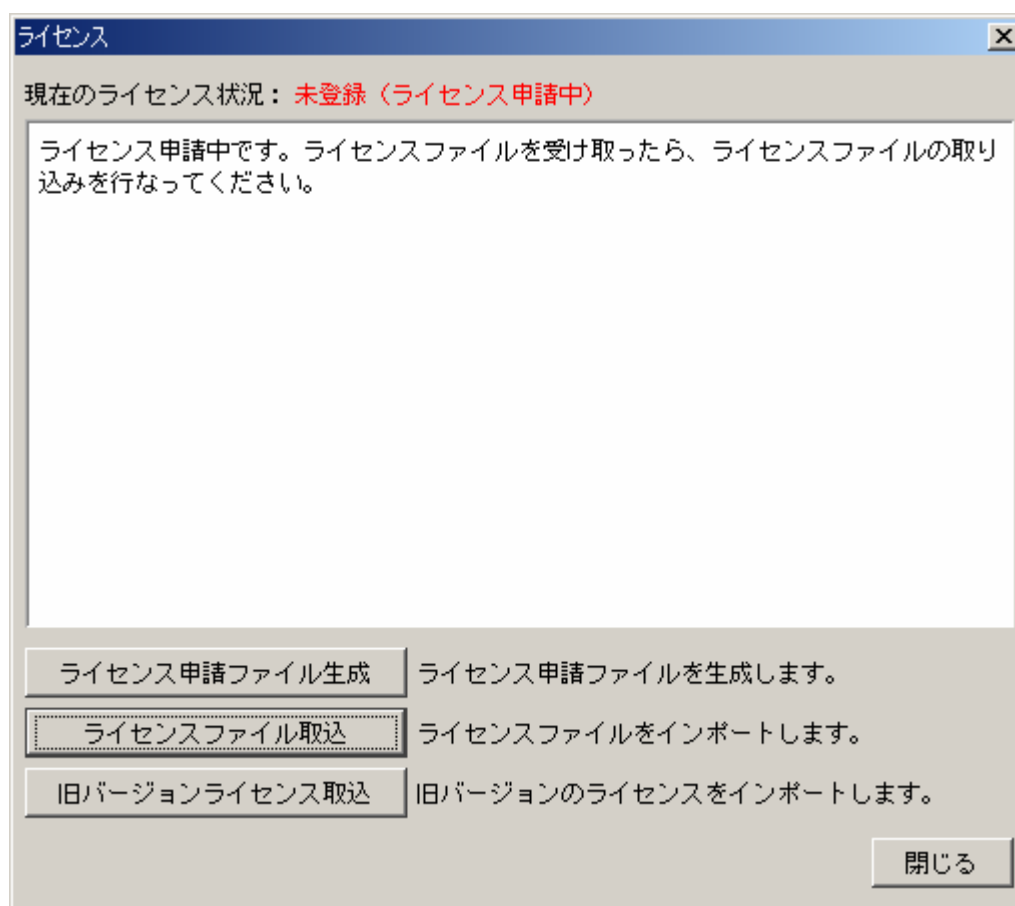 ライセンス
現在のライセンス状況： 未登録（ライセンス申請中）
ライセンス申請中です。ライセンスファイルを受け取ったら、ライセンスファイルの取り
込みを行なってください。
ライセンス申請ファイル生成 ライセンス申請ファイルを生成します。
ライセンスファイル取込 ライセンスファイルをインポートします。
旧バージョンライセンス取込 旧バージョンのライセンスをインポートします。
閉じる